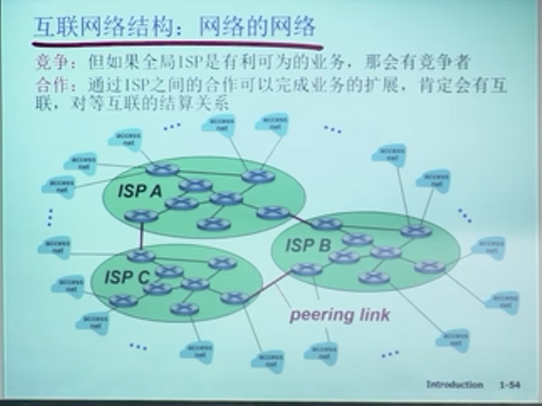 互联网络结构：网络的网络
竞争：但如果全局ISP是有利可为的业务，那会有竞争者
合作：通过ISP之间的合作可以完成业务的扩展，肯定会有互
联，对等互联的结算关系
access
net
access
net
access
net
access
net
access
net
access
net
access
net
ISP A
ISP B
access
net
access
net
ISP C
access
net
access
net
access
net
peering link
access
net
access
net
access
net
access
net
access
net
Introduction 1-54